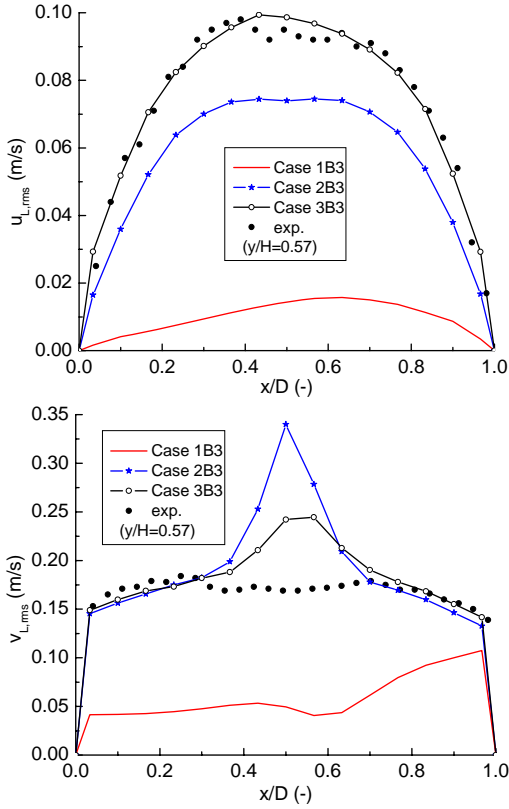 0.10
0.08
0.06
0.04
0.02
0.00
u_L,rms (m/s)
Case 1B3
Case 2B3
Case 3B3
exp.
(y/H=0.57)
0.0 0.2 0.4 0.6 0.8 1.0
x/D (-)
0.35
0.30
0.25
0.20
0.15
0.10
0.05
0.00
v_L,rms (m/s)
Case 1B3
Case 2B3
Case 3B3
exp.
(y/H=0.57)
0.0 0.2 0.4 0.6 0.8 1.0
x/D (-)